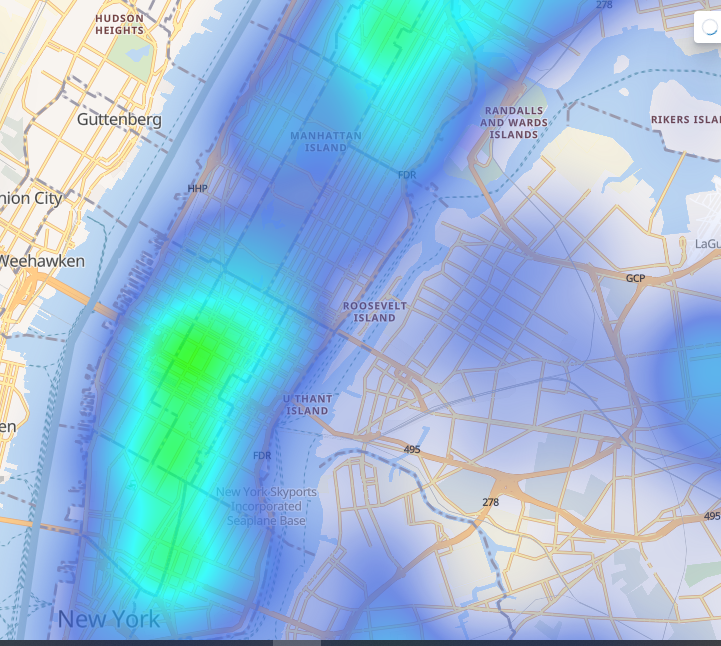 278
HUDSON
HEIGHTS
Guttenberg
RANDALLS
AND WARDS
ISLANDS
RIKERS ISLAN
MANHATTAN
ISLAND
FDR
HHP
nion City
LaGu
Weehawken
GCP
ROOSEVELT
ISLAND
U THANT
ISLAND
en
495
FDR
New York Skyports
Incorporated
Seaplane Base
278
495
New York